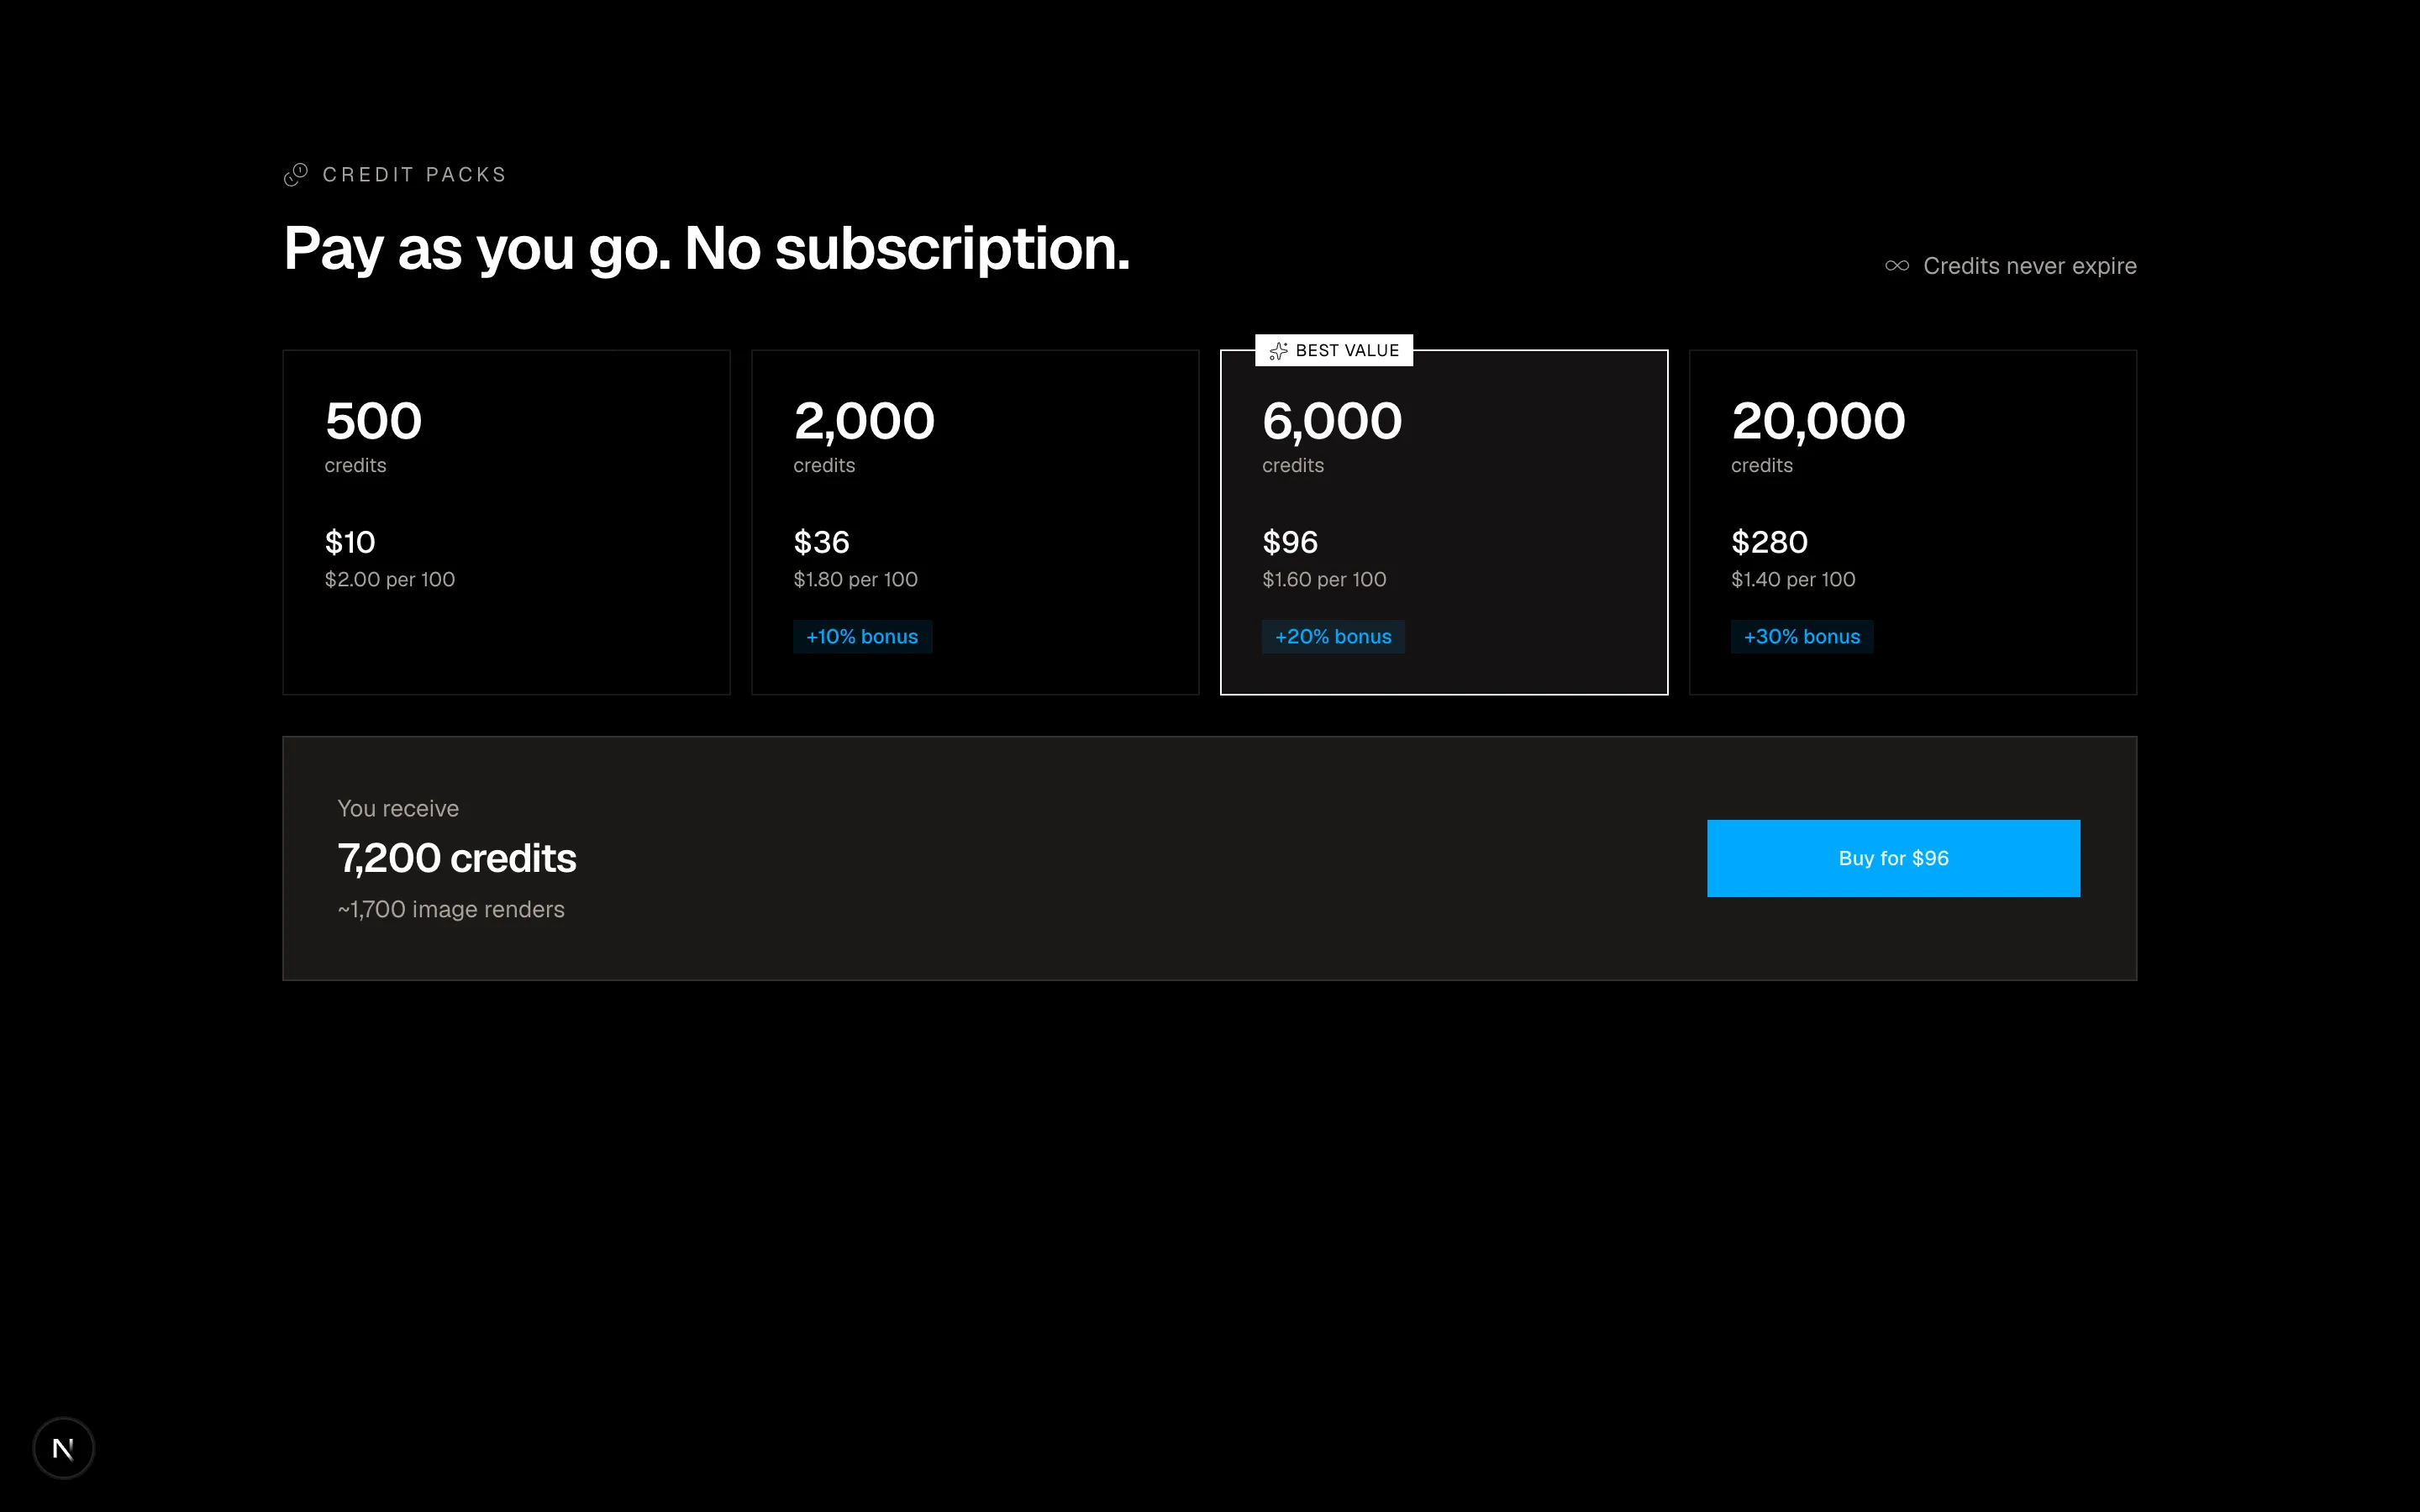 CREDIT PACKS
Pay as you go. No subscription.
Credits never expire
500
credits
$10
$2.00 per 100
2,000
credits
$36
$1.80 per 100
+10% bonus
BEST VALUE
6,000
credits
$96
$1.60 per 100
+20% bonus
20,000
credits
$280
$1.40 per 100
+30% bonus
You receive
7,200 credits
~1,700 image renders
Buy for $96
N